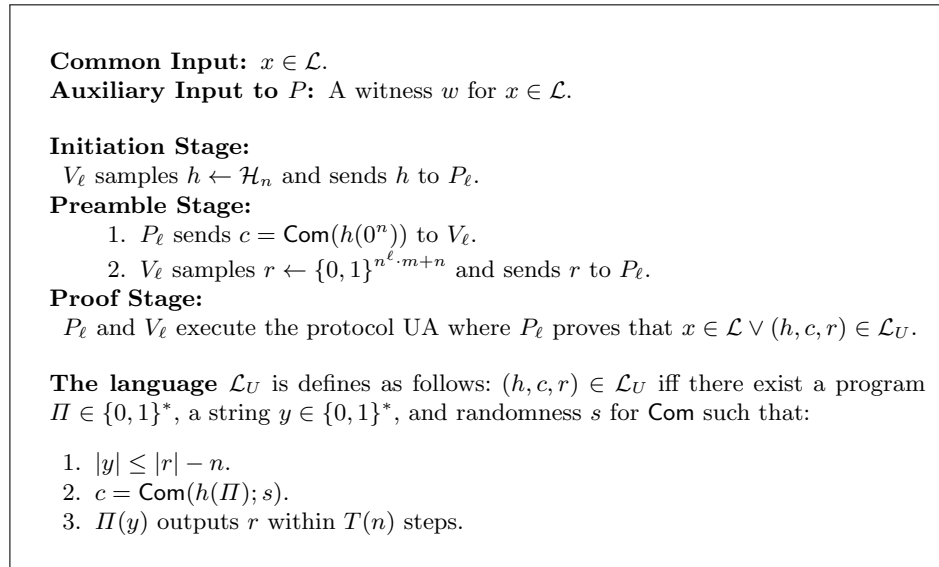 Common Input: x ∈ ℒ.
Auxiliary Input to P: A witness w for x ∈ ℒ.
Initiation Stage:
V_ℓ samples h ← ℋ_n and sends h to P_ℓ.
Preamble Stage:
1. P_ℓ sends c = Com(h(0^n)) to V_ℓ.
2. V_ℓ samples r ← {0, 1}^{n^ℓ·m+n} and sends r to P_ℓ.
Proof Stage:
P_ℓ and V_ℓ execute the protocol UA where P_ℓ proves that x ∈ ℒ ∨ (h, c, r) ∈ ℒ_U.
The language ℒ_U is defines as follows: (h, c, r) ∈ ℒ_U iff there exist a program
Π ∈ {0, 1}^*, a string y ∈ {0, 1}^*, and randomness s for Com such that:
1. |y| ≤ |r| − n.
2. c = Com(h(Π); s).
3. Π(y) outputs r within T(n) steps.